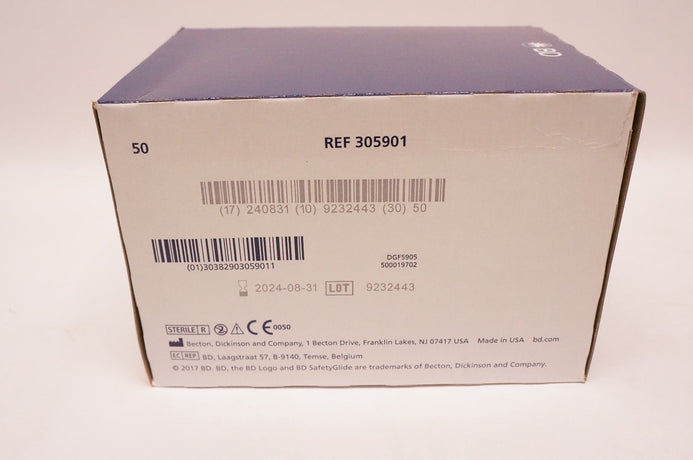 BD
50
REF 305901
(17) 240831 (10) 9232443 (30) 50
(01)30382903059011
DGF5905
500019702
2024-08-31 LOT 9232443
STERILE R 2 CE 0050
Becton, Dickinson and Company, 1 Becton Drive, Franklin Lakes, NJ 07417 USA Made in USA bd.com
EC REP BD, Laagstraat 57, B-9140, Temse, Belgium
© 2017 BD. BD, the BD Logo and BD SafetyGlide are trademarks of Becton, Dickinson and Company.